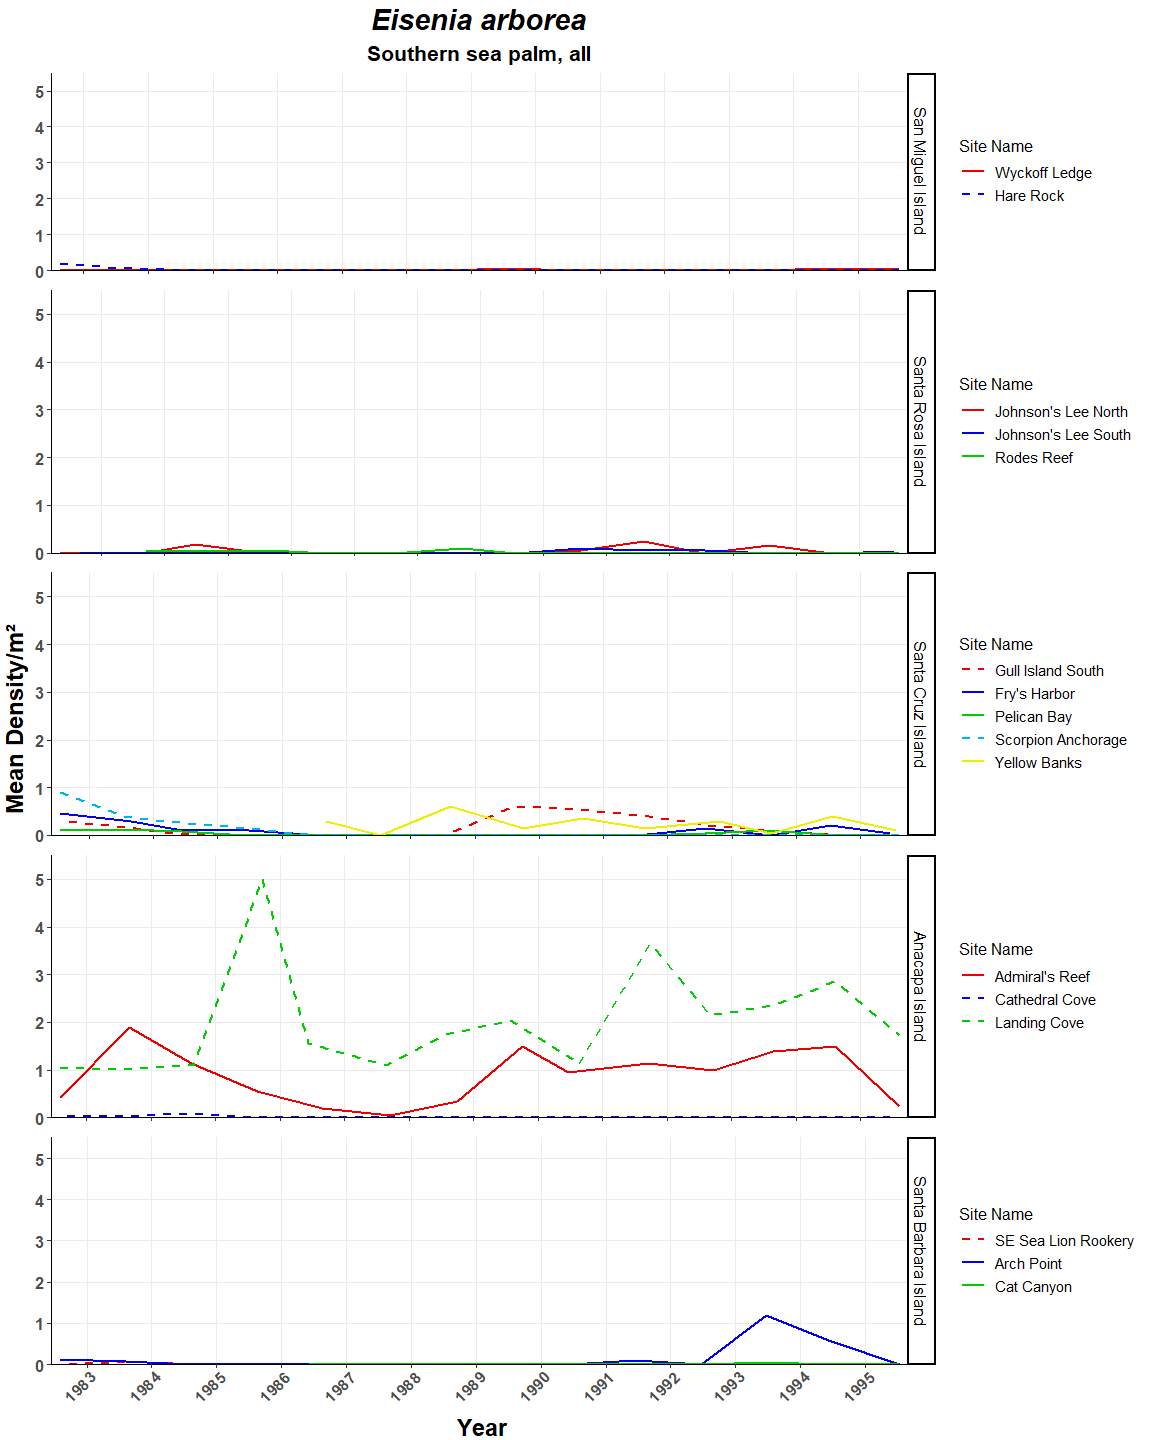 Eisenia arborea
Southern sea palm, all
Mean Density/m²
5
4
3
2
1
0
San Miguel Island
Site Name
Wyckoff Ledge
Hare Rock
5
4
3
2
1
0
Santa Rosa Island
Site Name
Johnson's Lee North
Johnson's Lee South
Rodes Reef
5
4
3
2
1
0
Santa Cruz Island
Site Name
Gull Island South
Fry's Harbor
Pelican Bay
Scorpion Anchorage
Yellow Banks
5
4
3
2
1
0
Anacapa Island
Site Name
Admiral's Reef
Cathedral Cove
Landing Cove
5
4
3
2
1
0
Santa Barbara Island
Site Name
SE Sea Lion Rookery
Arch Point
Cat Canyon
1983 1984 1985 1986 1987 1988 1989 1990 1991 1992 1993 1994 1995
Year